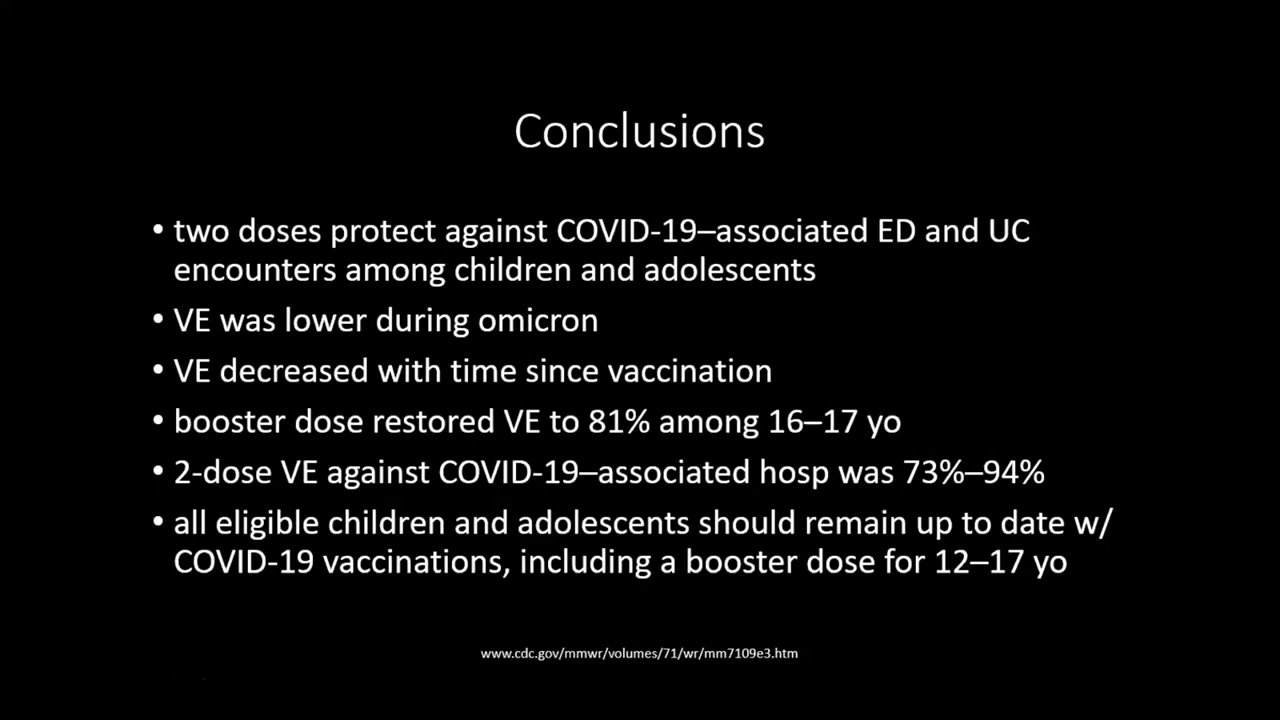 Conclusions
• two doses protect against COVID-19–associated ED and UC
encounters among children and adolescents
• VE was lower during omicron
• VE decreased with time since vaccination
• booster dose restored VE to 81% among 16–17 yo
• 2-dose VE against COVID-19–associated hosp was 73%–94%
• all eligible children and adolescents should remain up to date w/
COVID-19 vaccinations, including a booster dose for 12–17 yo
www.cdc.gov/mmwr/volumes/71/wr/mm7109e3.htm